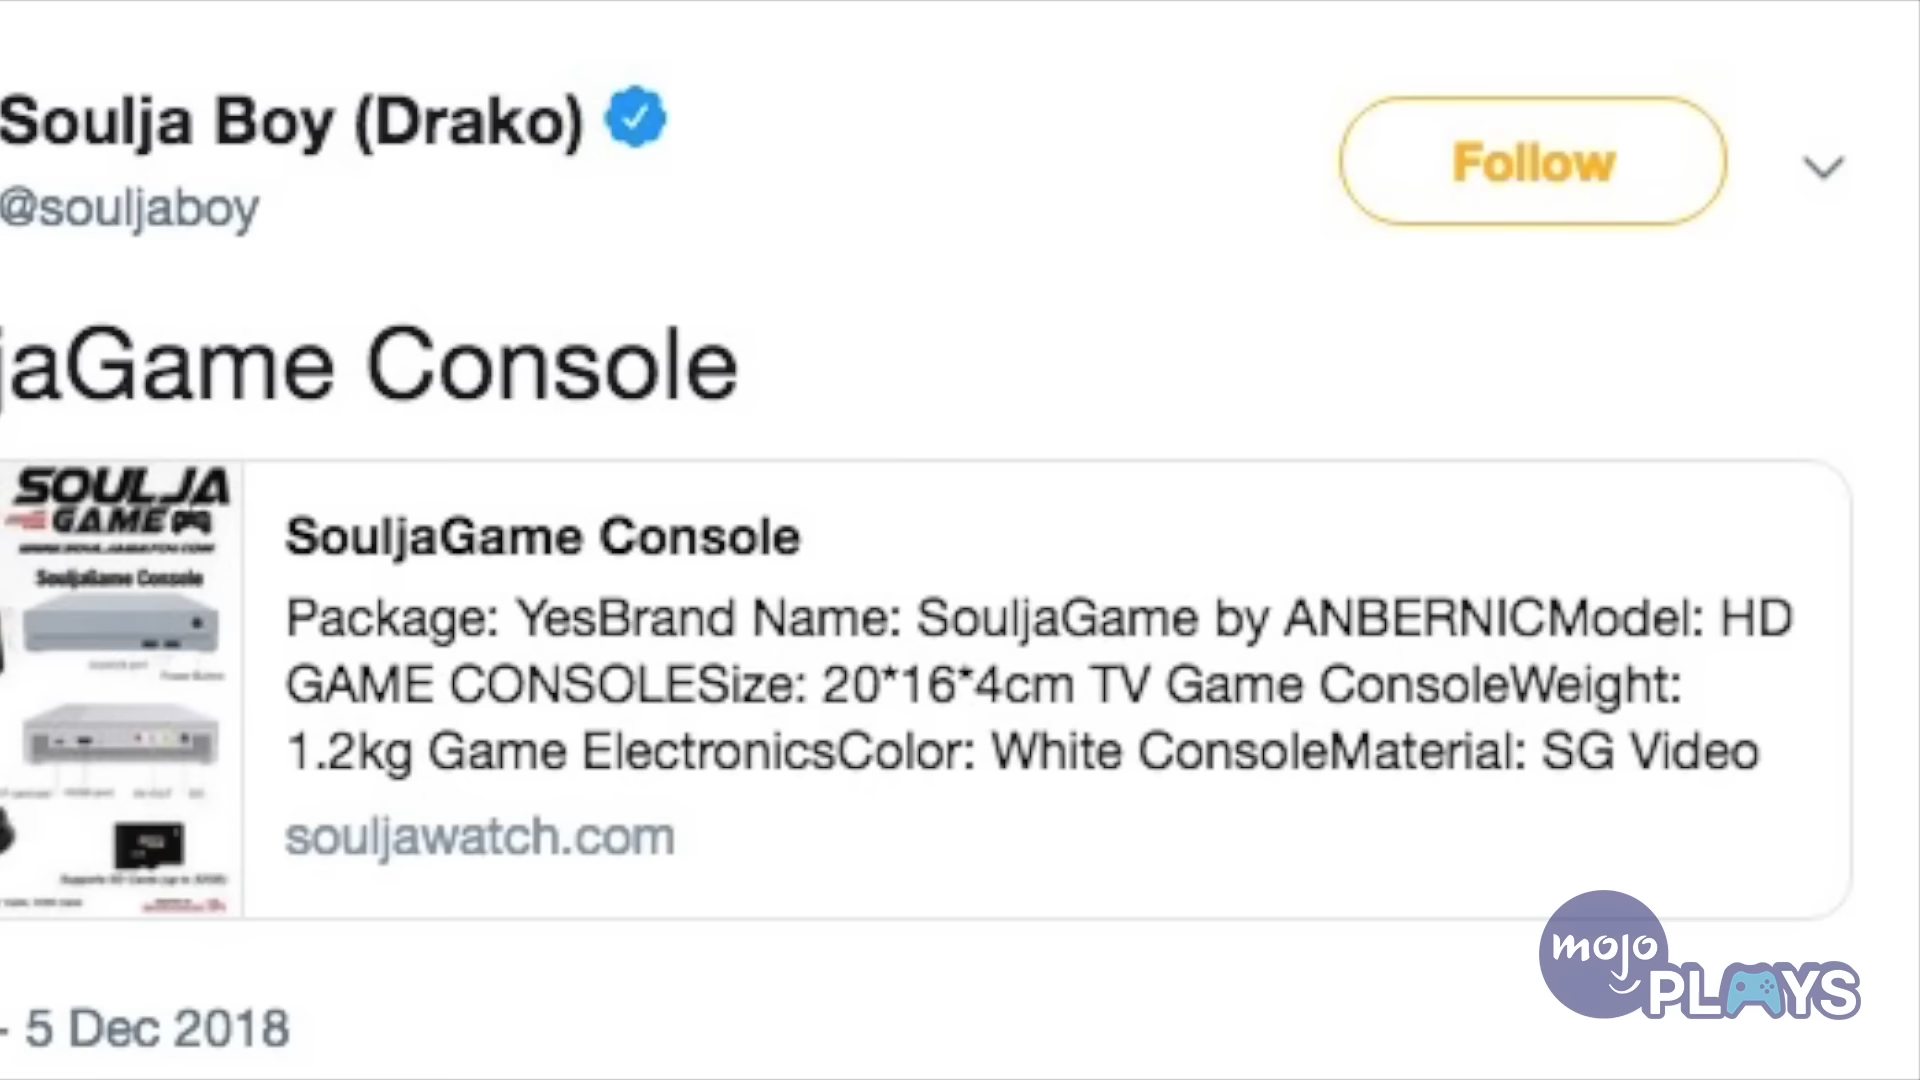 Soulja Boy (Drako)
@souljaboy
Follow
jaGame Console
SOULJA
GAME
SouljaGame Console
SouljaGame Console
Package: YesBrand Name: SouljaGame by ANBERNICModel: HD
GAME CONSOLESize: 20*16*4cm TV Game ConsoleWeight:
1.2kg Game ElectronicsColor: White ConsoleMaterial: SG Video
souljawatch.com
- 5 Dec 2018
mojo
PLAYS